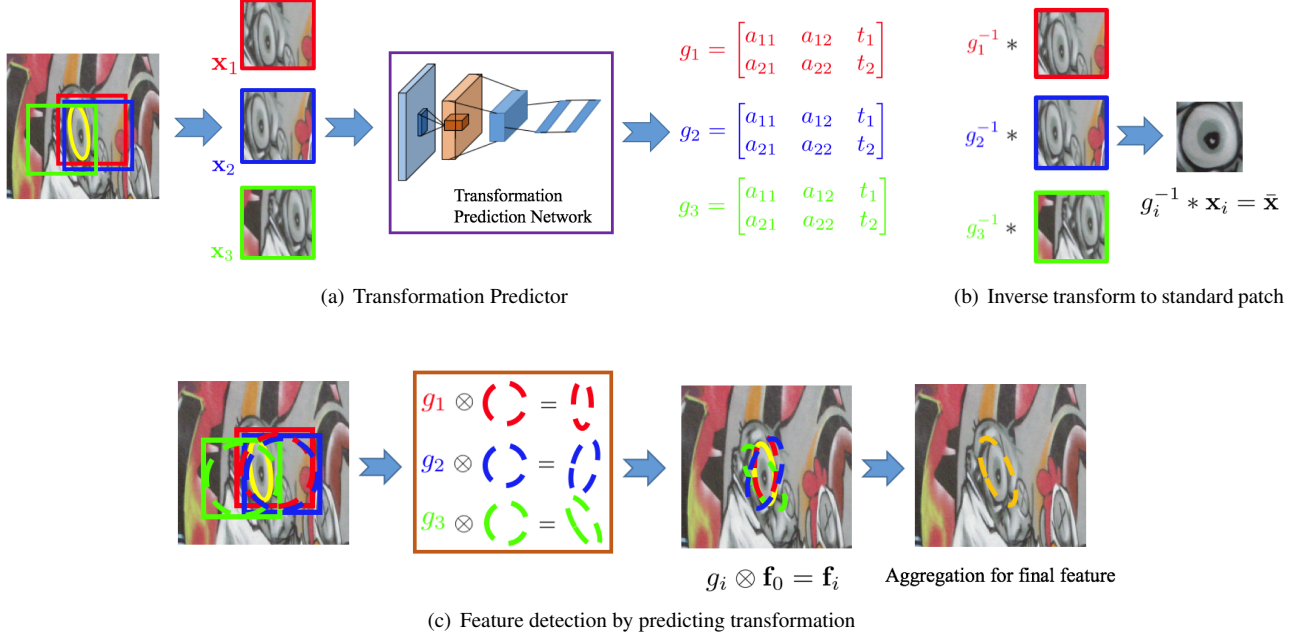 x₁
x₂
x₃
Transformation
Prediction Network
g₁ = [a₁₁ a₁₂ t₁
a₂₁ a₂₂ t₂]
g₂ = [a₁₁ a₁₂ t₁
a₂₁ a₂₂ t₂]
g₃ = [a₁₁ a₁₂ t₁
a₂₁ a₂₂ t₂]
(a) Transformation Predictor
g₁⁻¹ *
g₂⁻¹ *
g₃⁻¹ *
gᵢ⁻¹ * xᵢ = x̄
(b) Inverse transform to standard patch
g₁ ⊗ =
g₂ ⊗ =
g₃ ⊗ =
gᵢ ⊗ f₀ = fᵢ
Aggregation for final feature
(c) Feature detection by predicting transformation